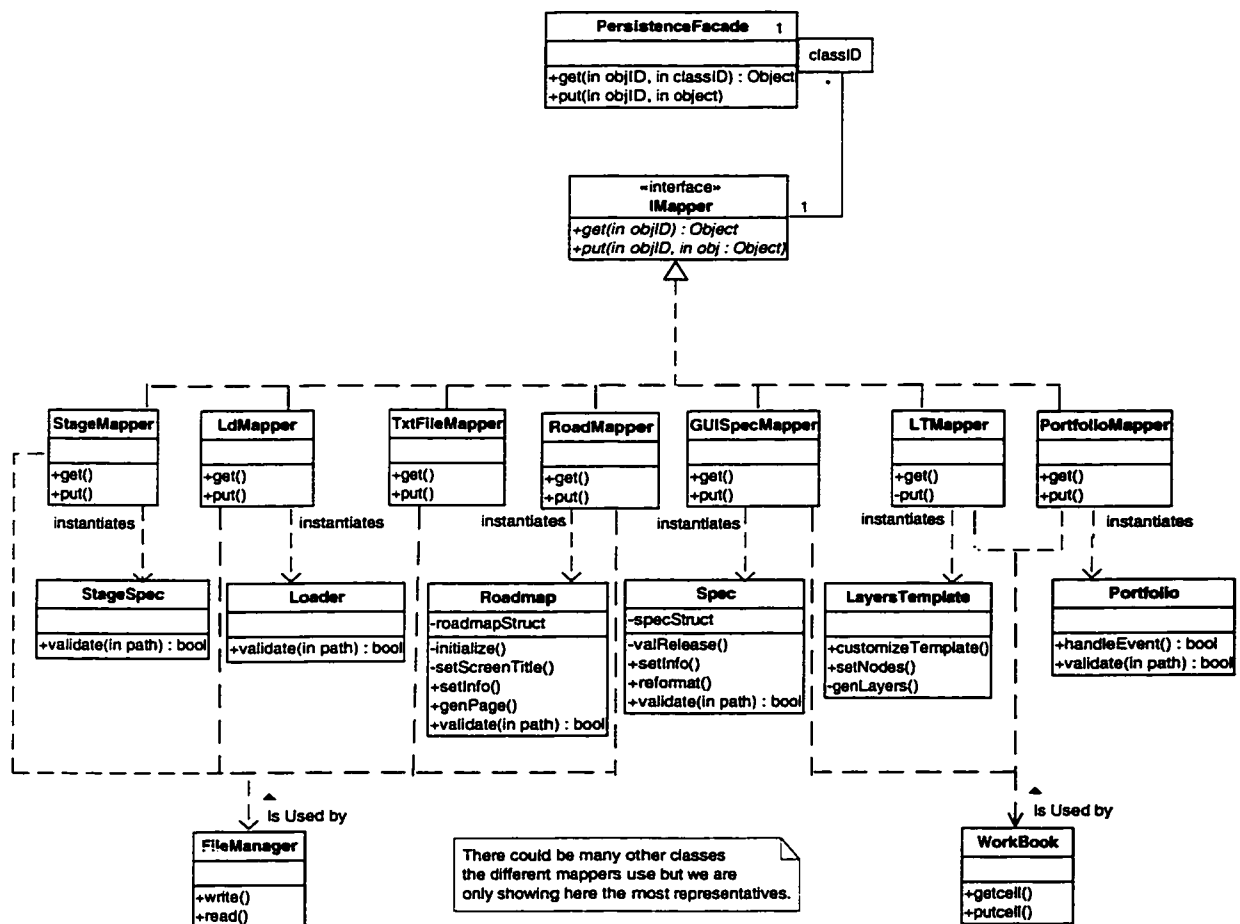 PersistenceFacade
1
classID
+get(in objID, in classID) : Object
+put(in objID, in object)
*
«interface»
IMapper
1
+get(in objID) : Object
+put(in objID, in obj : Object)
StageMapper
+get()
+put()
LdMapper
+get()
+put()
TxtFileMapper
+get()
+put()
RoadMapper
+get()
+put()
GUISpecMapper
+get()
+put()
LTMapper
+get()
-put()
PortfolioMapper
+get()
+put()
instantiates
instantiates
instantiates
instantiates
instantiates
instantiates
StageSpec
+validate(in path) : bool
Loader
+validate(in path) : bool
Roadmap
-roadmapStruct
-initialize()
-setScreenTitle()
+setInfo()
+genPage()
+validate(in path) : bool
Spec
-specStruct
-valRelease()
+setInfo()
+reformat()
+validate(in path) : bool
LayersTemplate
+customizeTemplate()
+setNodes()
-genLayers()
Portfolio
+handleEvent() : bool
+validate(in path) : bool
Is Used by
Is Used by
FileManager
+write()
+read()
There could be many other classes
the different mappers use but we are
only showing here the most representatives.
WorkBook
+getcell()
+putcell()